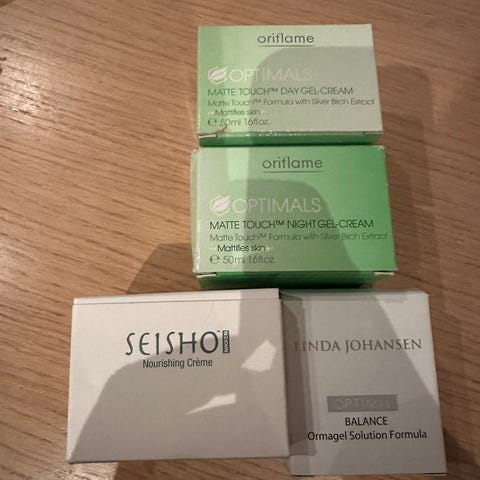 oriflame
OPTIMALS
MATTE TOUCH™ DAY GEL-CREAM
Matte Touch™ Formula with Silver Birch Extract
Mattifies skin
℮ 50ml 1.6fl.oz.
oriflame
OPTIMALS
MATTE TOUCH™ NIGHT GEL-CREAM
Matte Touch™ Formula with Silver Birch Extract
Mattifies skin
℮ 50ml 1.6fl.oz.
SEISHO
Nourishing Crème
LINDA JOHANSEN
BALANCE
Ormagel Solution Formula